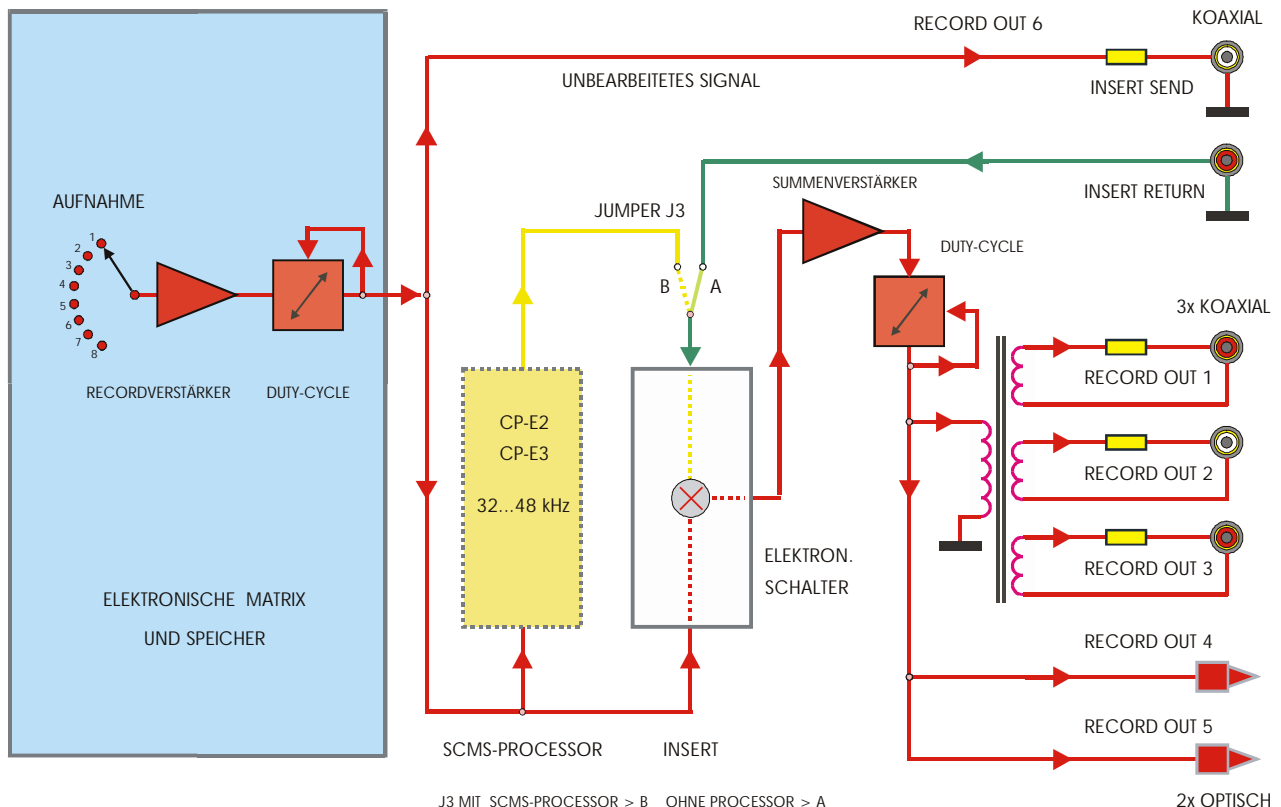 RECORD OUT 6
KOAXIAL
UNBEARBEITETES SIGNAL
INSERT SEND
AUFNAHME
1
2
3
4
5
6
7
8
RECORDVERSTÄRKER
DUTY-CYCLE
ELEKTRONISCHE MATRIX
UND SPEICHER
SUMMENVERSTÄRKER
INSERT RETURN
JUMPER J3
B
A
DUTY-CYCLE
3x KOAXIAL
RECORD OUT 1
CP-E2
CP-E3
32...48 kHz
RECORD OUT 2
ELEKTRON.
SCHALTER
RECORD OUT 3
RECORD OUT 4
SCMS-PROCESSOR
INSERT
RECORD OUT 5
J3 MIT SCMS-PROCESSOR > B OHNE PROCESSOR > A
2x OPTISCH